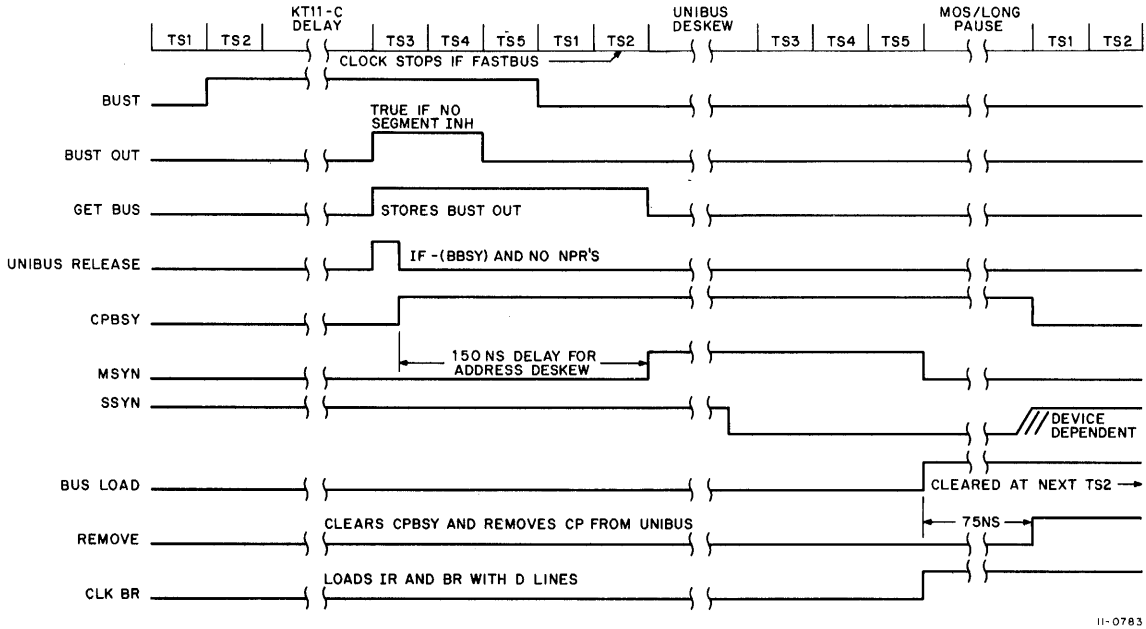 KT11-C
DELAY
UNIBUS
DESKEW
MOS/LONG
PAUSE
TS1 TS2 TS3 TS4 TS5 TS1 TS2 TS3 TS4 TS5 TS1 TS2
CLOCK STOPS IF FASTBUS
BUST
TRUE IF NO
SEGMENT INH
BUST OUT
GET BUS
STORES BUST OUT
UNIBUS RELEASE
IF -(BBSY) AND NO NPR'S
CPBSY
150 NS DELAY FOR
ADDRESS DESKEW
MSYN
SSYN
DEVICE
DEPENDENT
BUS LOAD
CLEARED AT NEXT TS2
CLEARS CPBSY AND REMOVES CP FROM UNIBUS
75NS
REMOVE
LOADS IR AND BR WITH D LINES
CLK BR
11-0783